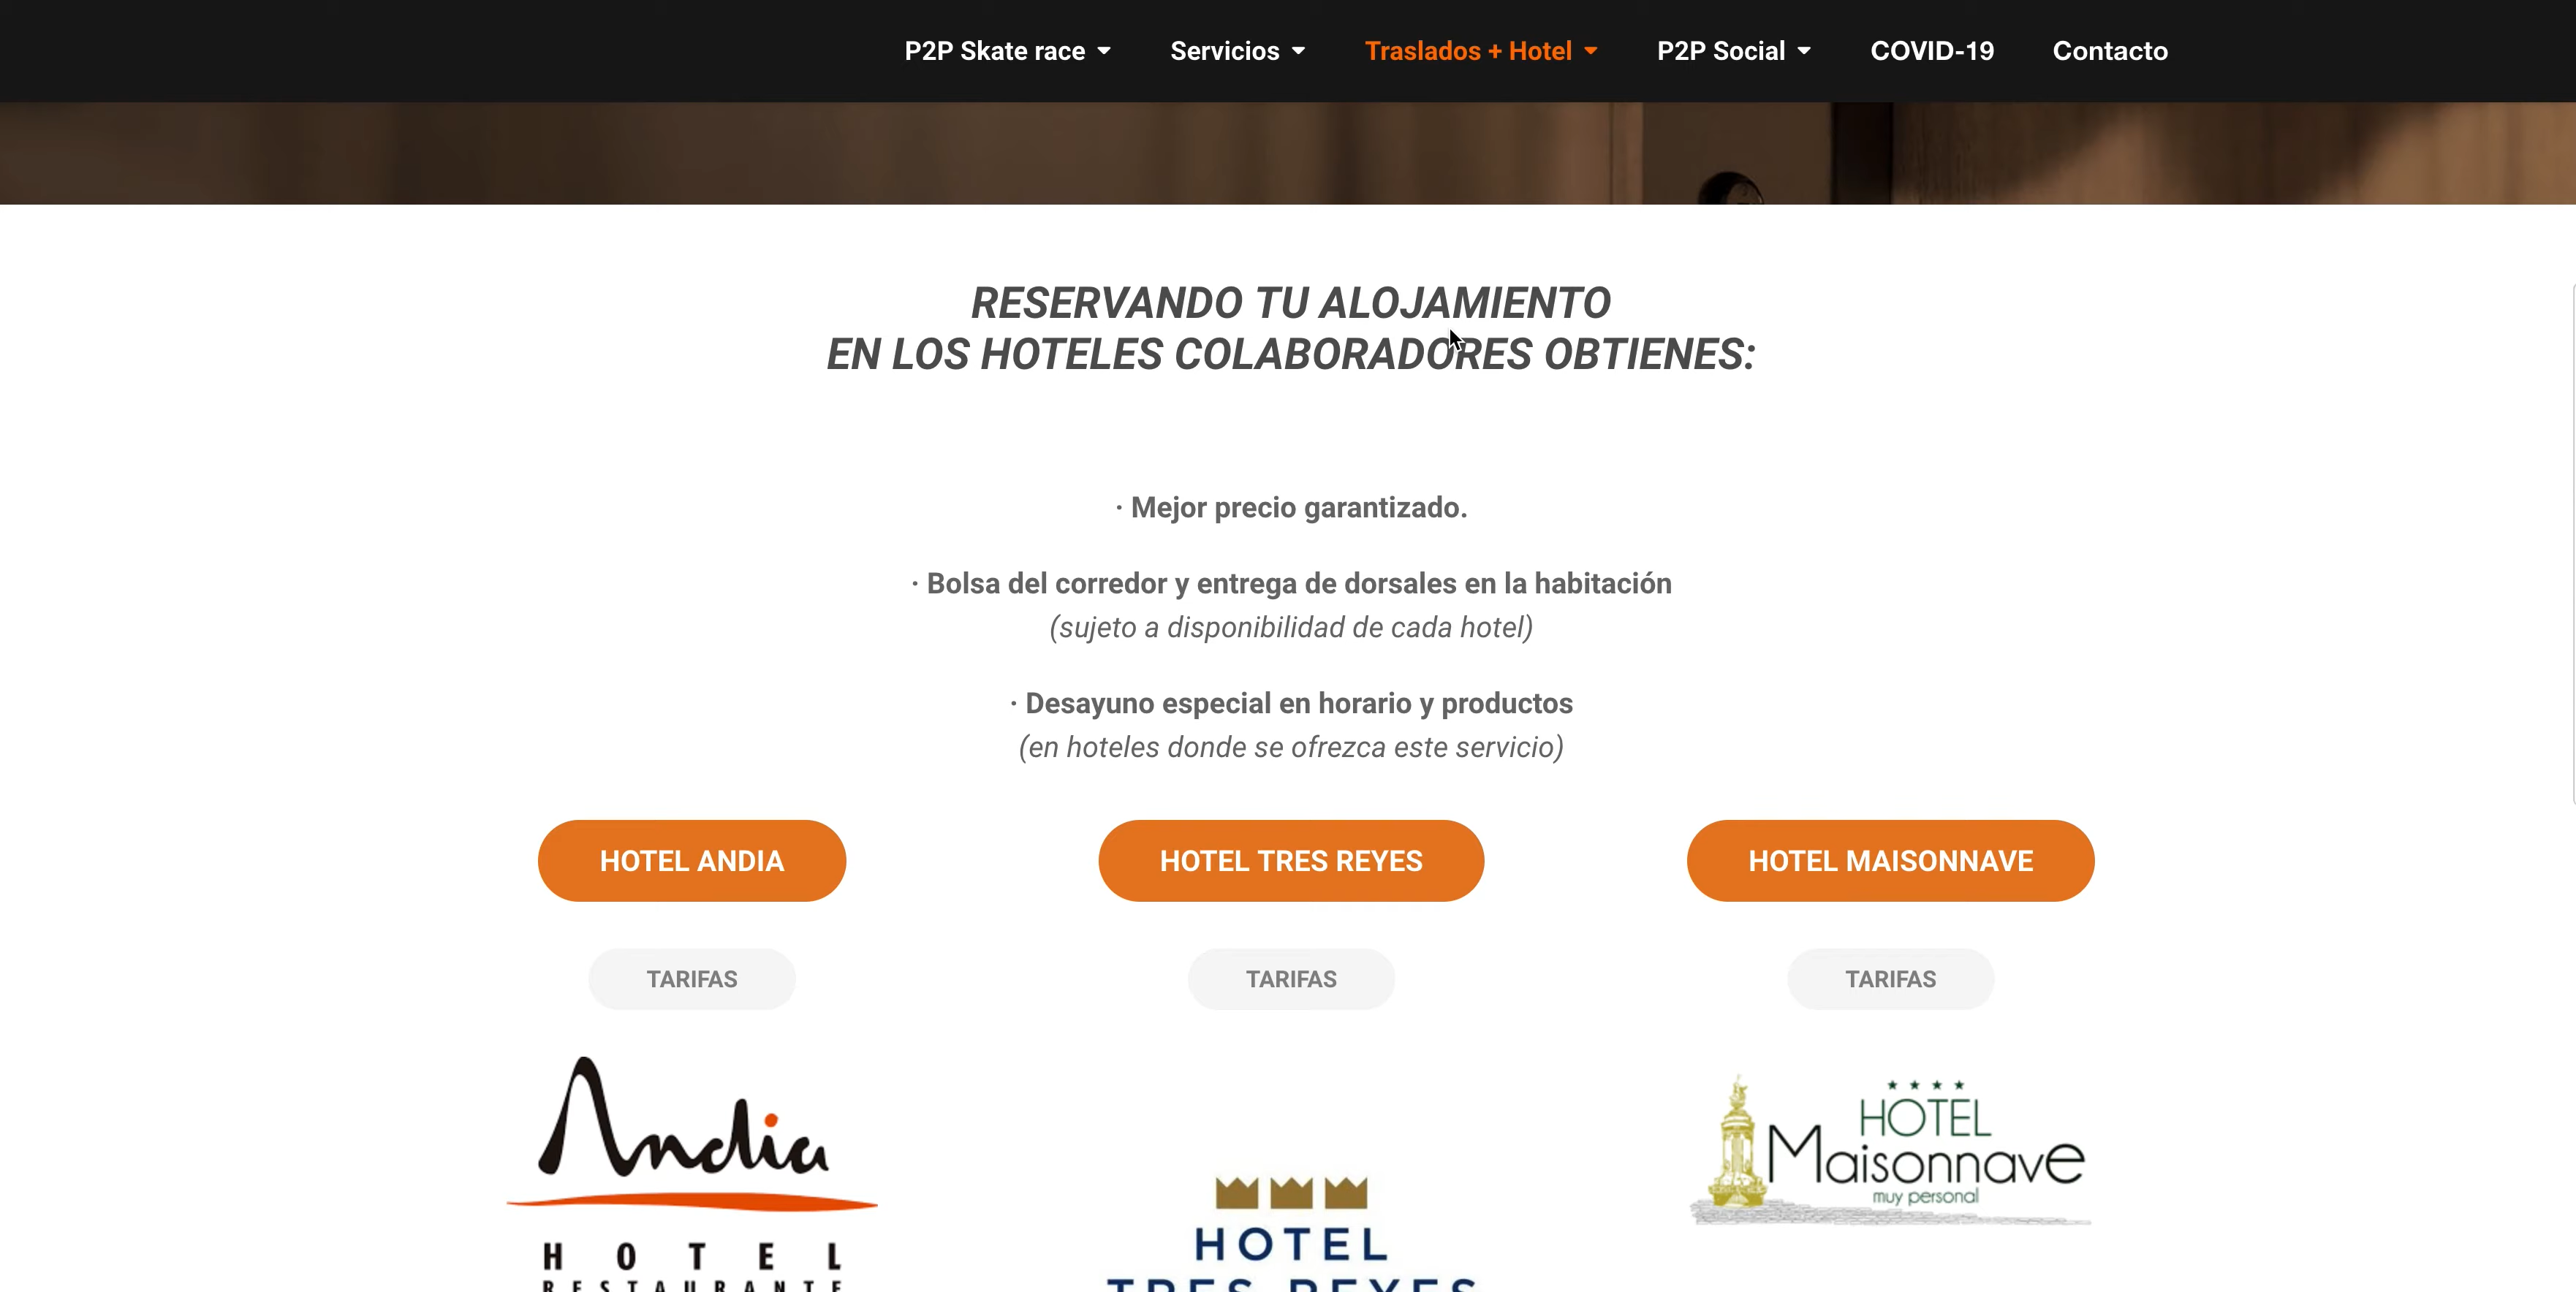 P2P Skate race Servicios Traslados + Hotel P2P Social COVID-19 Contacto
RESERVANDO TU ALOJAMIENTO
EN LOS HOTELES COLABORADORES OBTIENES:
· Mejor precio garantizado.
· Bolsa del corredor y entrega de dorsales en la habitación
(sujeto a disponibilidad de cada hotel)
· Desayuno especial en horario y productos
(en hoteles donde se ofrezca este servicio)
HOTEL ANDIA
HOTEL TRES REYES
HOTEL MAISONNAVE
TARIFAS
TARIFAS
TARIFAS
Andia
HOTEL
RESTAURANTE
HOTEL
TRES REYES
HOTEL
Maisonnave
muy personal